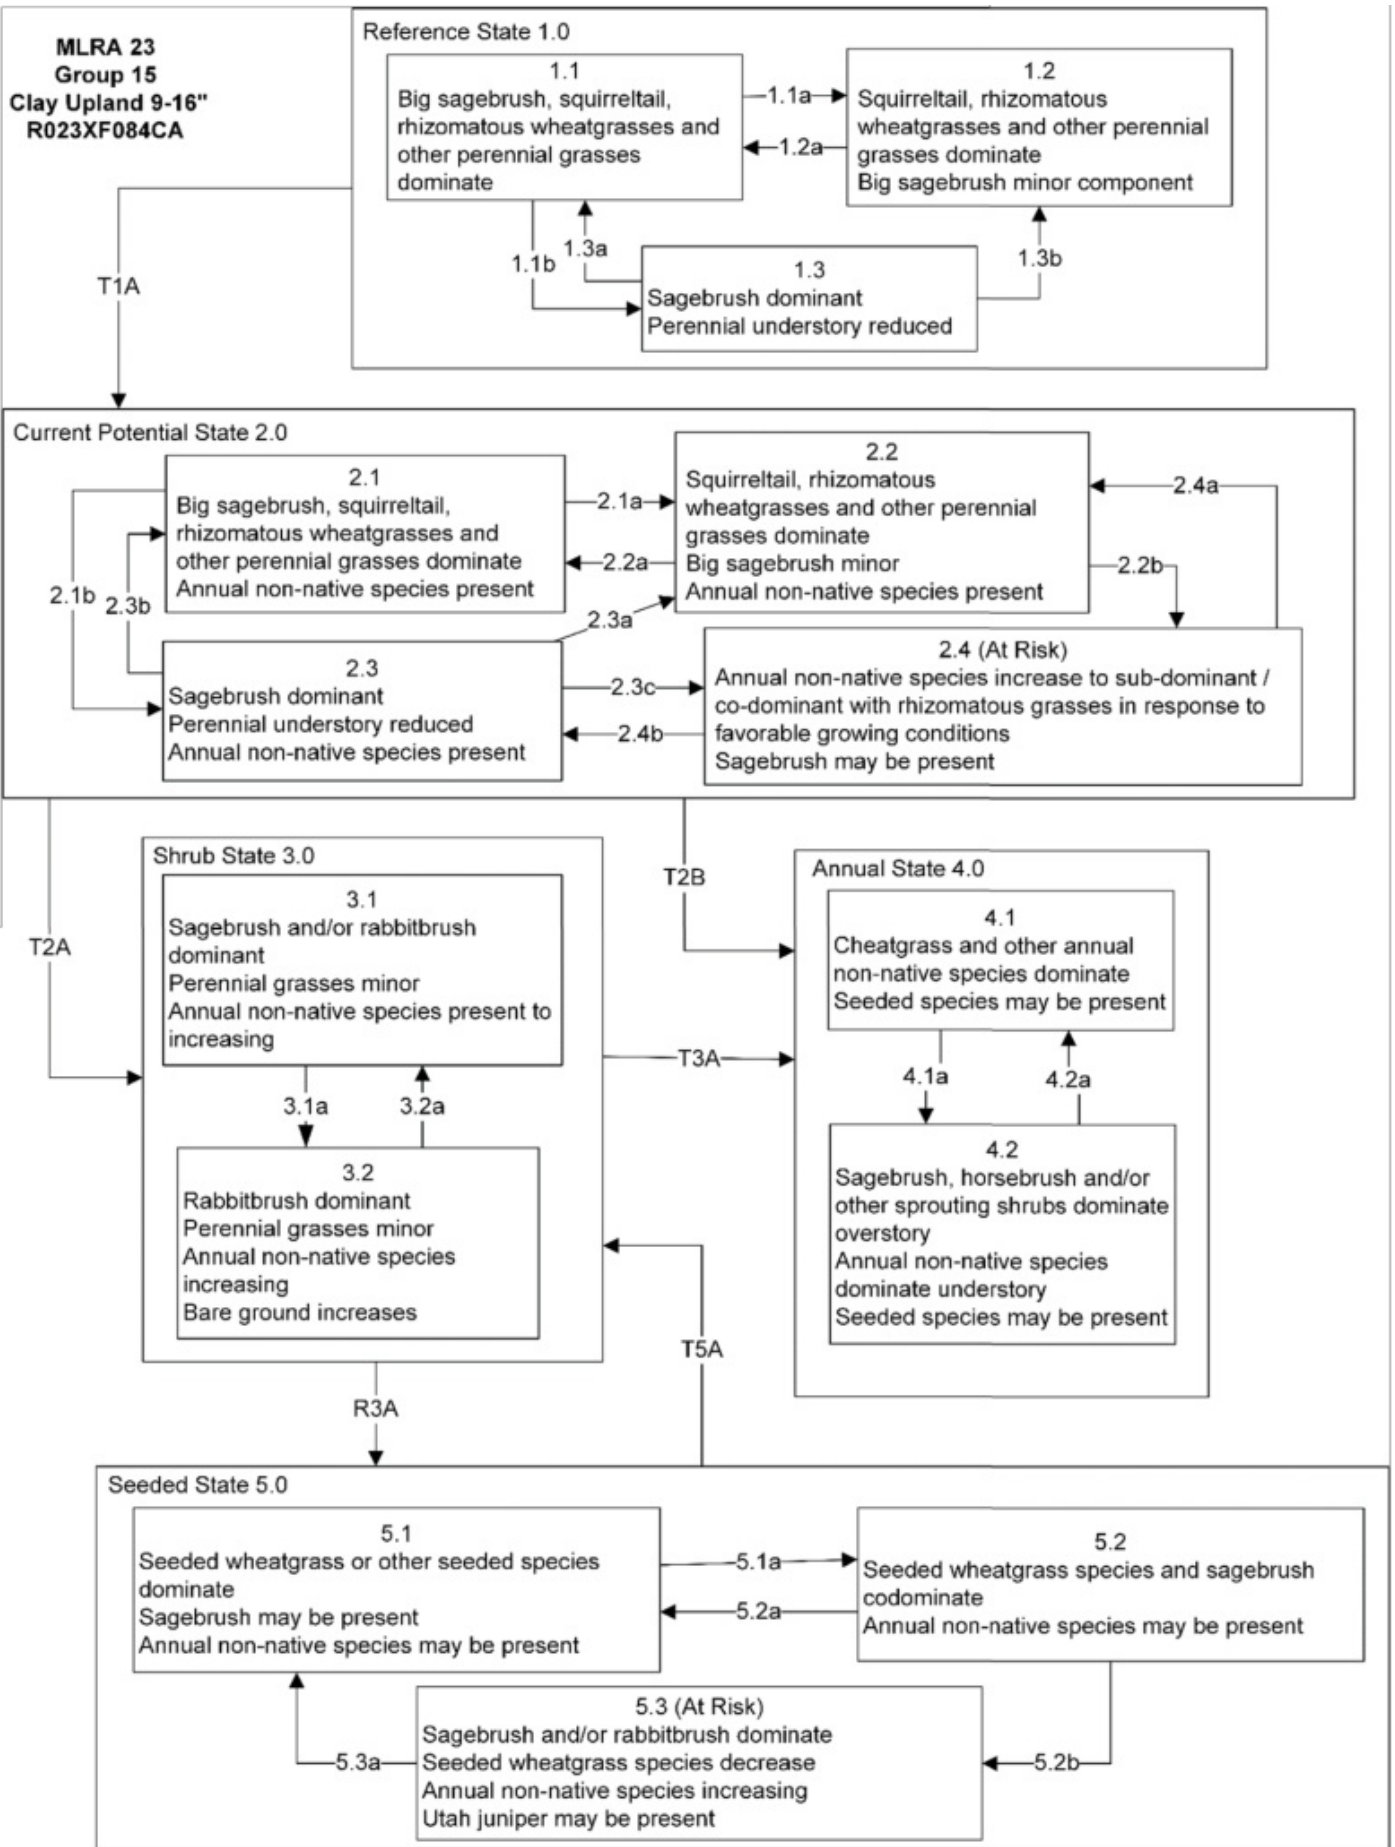 MLRA 23
Group 15
Clay Upland 9-16"
R023XF084CA
Reference State 1.0
1.1
Big sagebrush, squirreltail,
rhizomatous wheatgrasses and
other perennial grasses
dominate
1.1a
1.2a
1.2
Squirreltail, rhizomatous
wheatgrasses and other perennial
grasses dominate
Big sagebrush minor component
1.1b
1.3a
1.3
Sagebrush dominant
Perennial understory reduced
1.3b
T1A
Current Potential State 2.0
2.1
Big sagebrush, squirreltail,
rhizomatous wheatgrasses and
other perennial grasses dominate
Annual non-native species present
2.1a
2.2a
2.2
Squirreltail, rhizomatous
wheatgrasses and other perennial
grasses dominate
Big sagebrush minor
Annual non-native species present
2.4a
2.2b
2.1b
2.3b
2.3a
2.3
Sagebrush dominant
Perennial understory reduced
Annual non-native species present
2.3c
2.4b
2.4 (At Risk)
Annual non-native species increase to sub-dominant /
co-dominant with rhizomatous grasses in response to
favorable growing conditions
Sagebrush may be present
T2A
T2B
Shrub State 3.0
3.1
Sagebrush and/or rabbitbrush
dominant
Perennial grasses minor
Annual non-native species present to
increasing
3.1a
3.2a
3.2
Rabbitbrush dominant
Perennial grasses minor
Annual non-native species
increasing
Bare ground increases
T3A
Annual State 4.0
4.1
Cheatgrass and other annual
non-native species dominate
Seeded species may be present
4.1a
4.2a
4.2
Sagebrush, horsebrush and/or
other sprouting shrubs dominate
overstory
Annual non-native species
dominate understory
Seeded species may be present
R3A
T5A
Seeded State 5.0
5.1
Seeded wheatgrass or other seeded species
dominate
Sagebrush may be present
Annual non-native species may be present
5.1a
5.2a
5.2
Seeded wheatgrass species and sagebrush
codominate
Annual non-native species may be present
5.3a
5.3 (At Risk)
Sagebrush and/or rabbitbrush dominate
Seeded wheatgrass species decrease
Annual non-native species increasing
Utah juniper may be present
5.2b